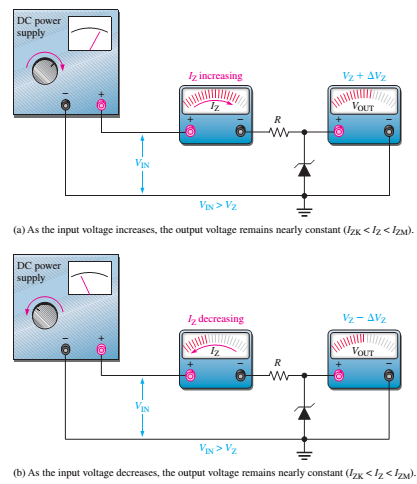 DC power
supply
− +
I_Z increasing
I_Z
+ −
R
V_Z + ΔV_Z
V_OUT
+ −
V_IN
V_IN > V_Z
(a) As the input voltage increases, the output voltage remains nearly constant (I_ZK < I_Z < I_ZM).
DC power
supply
− +
I_Z decreasing
I_Z
+ −
R
V_Z − ΔV_Z
V_OUT
+ −
V_IN
V_IN > V_Z
(b) As the input voltage decreases, the output voltage remains nearly constant (I_ZK < I_Z < I_ZM).